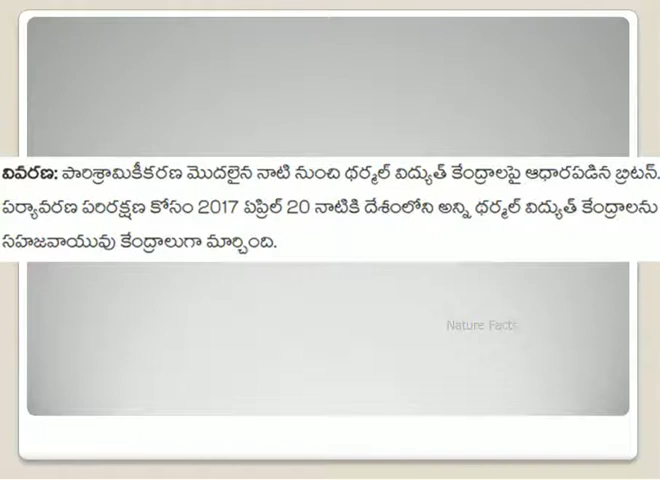 వివరణ: పారిశ్రామికీకరణ మొదలైన నాటి నుంచి థర్మల్ విద్యుత్ కేంద్రాలపై ఆధారపడిన బ్రిటన్.
పర్యావరణ పరిరక్షణ కోసం 2017 ఏప్రిల్ 20 నాటికి దేశంలోని అన్ని థర్మల్ విద్యుత్ కేంద్రాలను
సహజవాయువు కేంద్రాలుగా మార్చింది.
Nature Facts